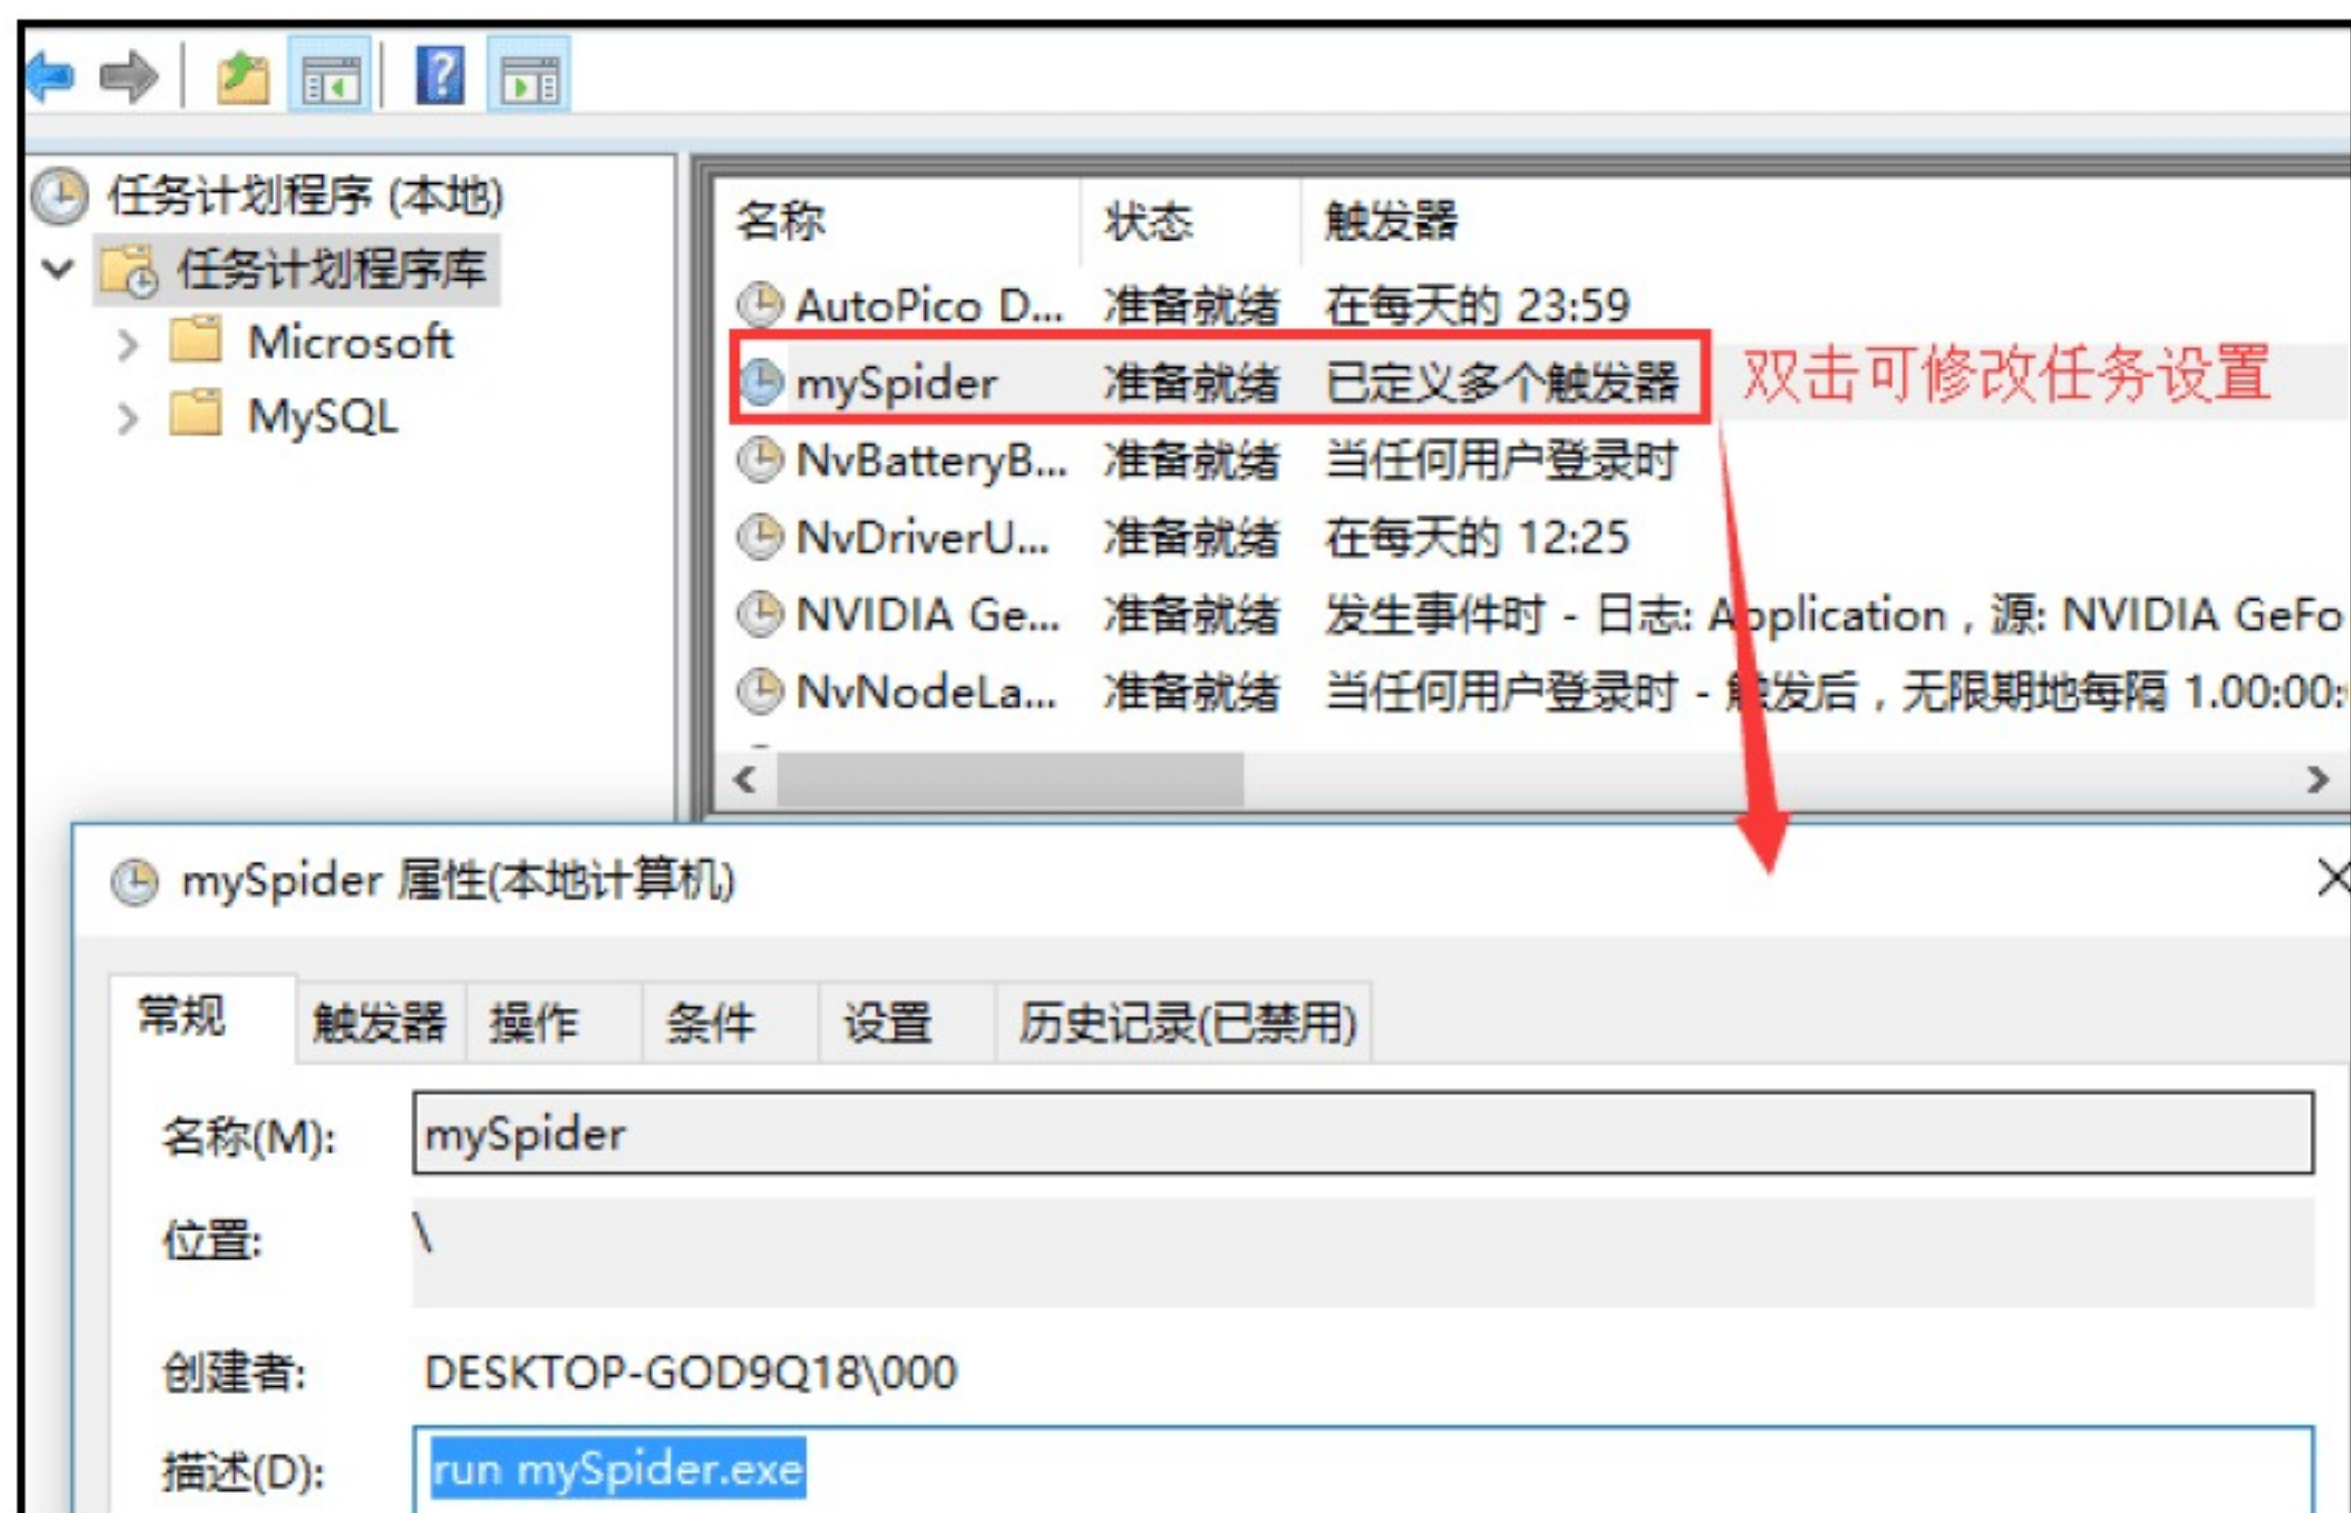 任务计划程序 (本地)
任务计划程序库
Microsoft
MySQL
名称 状态 触发器
AutoPico D... 准备就绪 在每天的 23:59
mySpider 准备就绪 已定义多个触发器
双击可修改任务设置
NvBatteryB... 准备就绪 当任何用户登录时
NvDriverU... 准备就绪 在每天的 12:25
NVIDIA Ge... 准备就绪 发生事件时 - 日志: Application，源: NVIDIA GeFo
NvNodeLa... 准备就绪 当任何用户登录时 - 触发后，无限期地每隔 1.00:00:
mySpider 属性(本地计算机)
常规 触发器 操作 条件 设置 历史记录(已禁用)
名称(M): mySpider
位置: \
创建者: DESKTOP-GOD9Q18\000
描述(D): run mySpider.exe